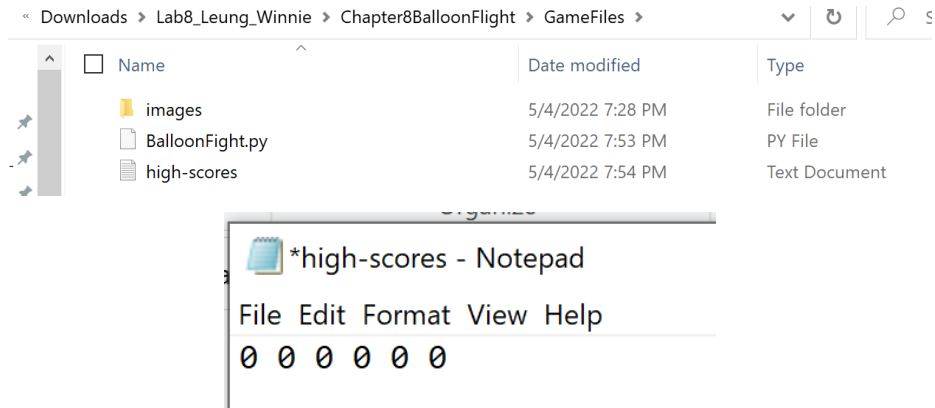 « Downloads > Lab8_Leung_Winnie > Chapter8BalloonFlight > GameFiles >
Name Date modified Type
images 5/4/2022 7:28 PM File folder
BalloonFight.py 5/4/2022 7:53 PM PY File
high-scores 5/4/2022 7:54 PM Text Document
*high-scores - Notepad
File Edit Format View Help
0 0 0 0 0 0